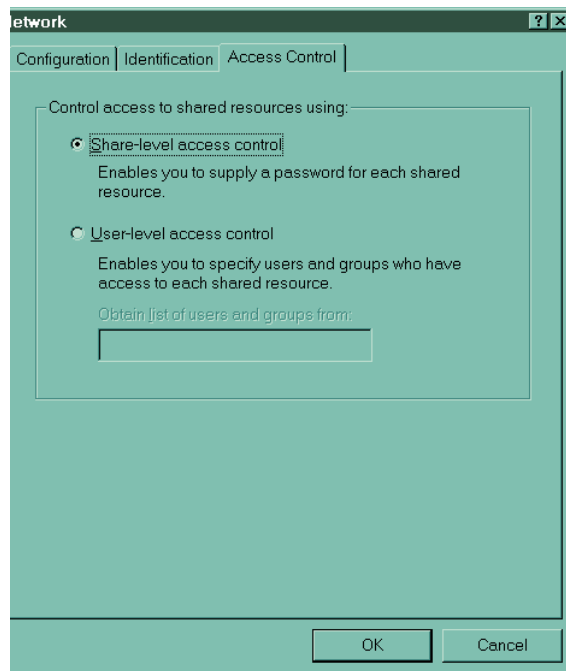 etwork
Configuration Identification Access Control
Control access to shared resources using:
Share-level access control
Enables you to supply a password for each shared
resource.
User-level access control
Enables you to specify users and groups who have
access to each shared resource.
Obtain list of users and groups from:
OK Cancel